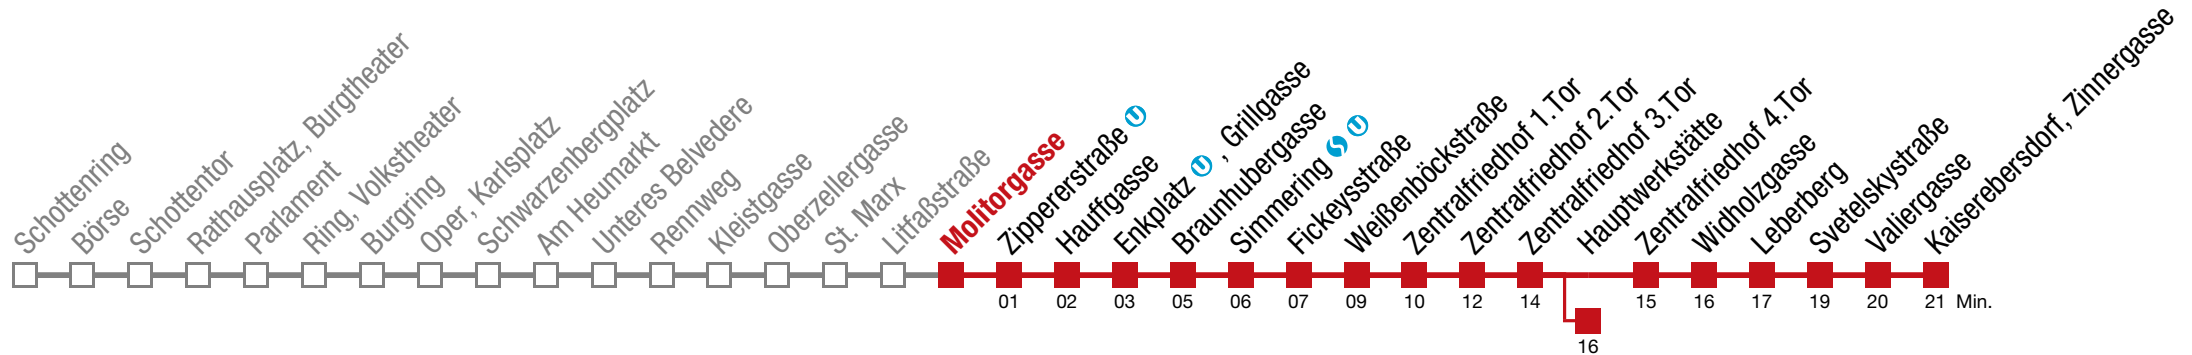 Schottenring
Börse
Schottentor
Rathausplatz, Burgtheater
Parlament
Ring, Volkstheater
Burgring
Oper, Karlsplatz
Schwarzenbergplatz
Am Heumarkt
Unteres Belvedere
Rennweg
Kleistgasse
Oberzellergasse
St. Marx
Litfaßstraße
Molitorgasse
Zippererstraße U
Hauffgasse
Enkplatz U , Grillgasse
Braunhubergasse
Simmering S U
Fickeysstraße
Weißenböckstraße
Zentralfriedhof 1.Tor
Zentralfriedhof 2.Tor
Zentralfriedhof 3.Tor
Hauptwerkstätte
Zentralfriedhof 4.Tor
Widholzgasse
Leberberg
Svetelskystraße
Valiergasse
Kaiserebersdorf, Zinnergasse
01 02 03 05 06 07 09 10 12 14 15 16 17 19 20 21 Min.
16